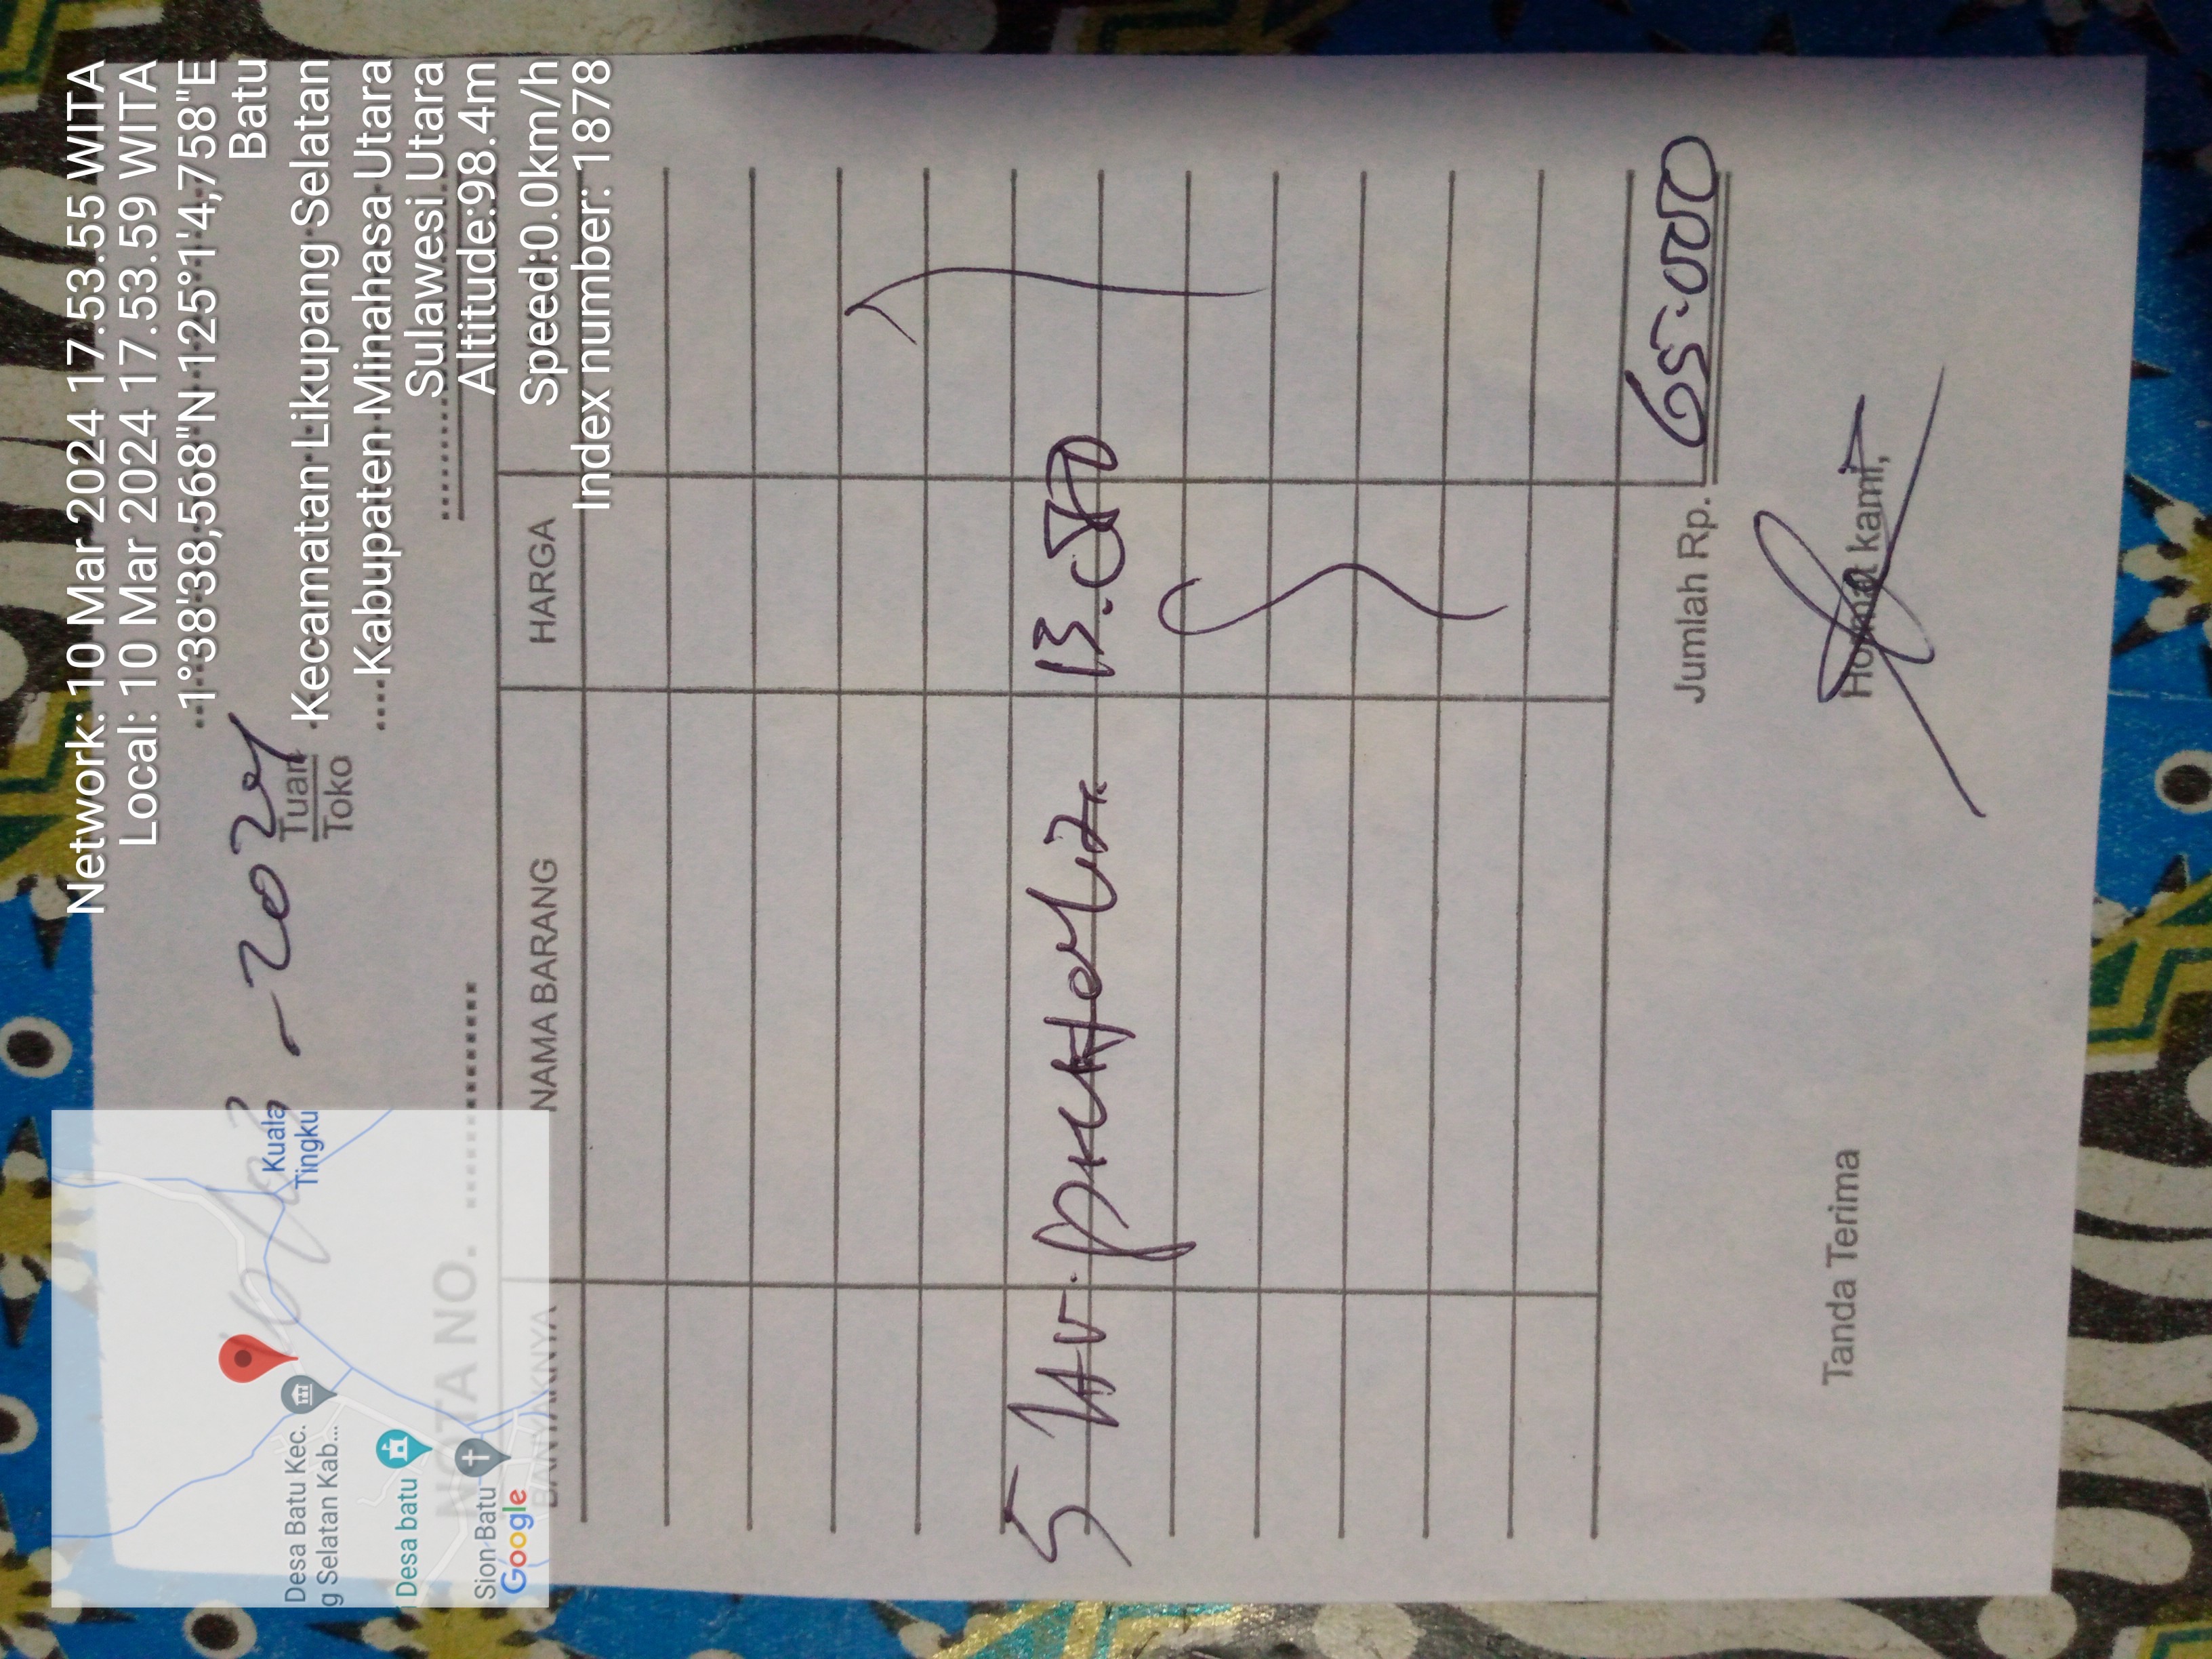 Network: 10 Mar 2024 17.53.55 WITA
Local: 10 Mar 2024 17.53.59 WITA
1°38'38,568"N 125°1'4,758"E
Batu
Kecamatan Likupang Selatan
Kabupaten Minahasa Utara
Sulawesi Utara
Altitude:98.4m
Speed:0.0km/h
Index number: 1878
Kuala
Tingku
Desa Batu Kec.
g Selatan Kab...
i Desa batu
Sion Batu
Google
- 2024
Tuan
Toko
NOTA NO.
BANYAKNYA NAMA BARANG HARGA
5 13.000
Jumlah Rp. 65.000
Tanda Terima Hormat kami,